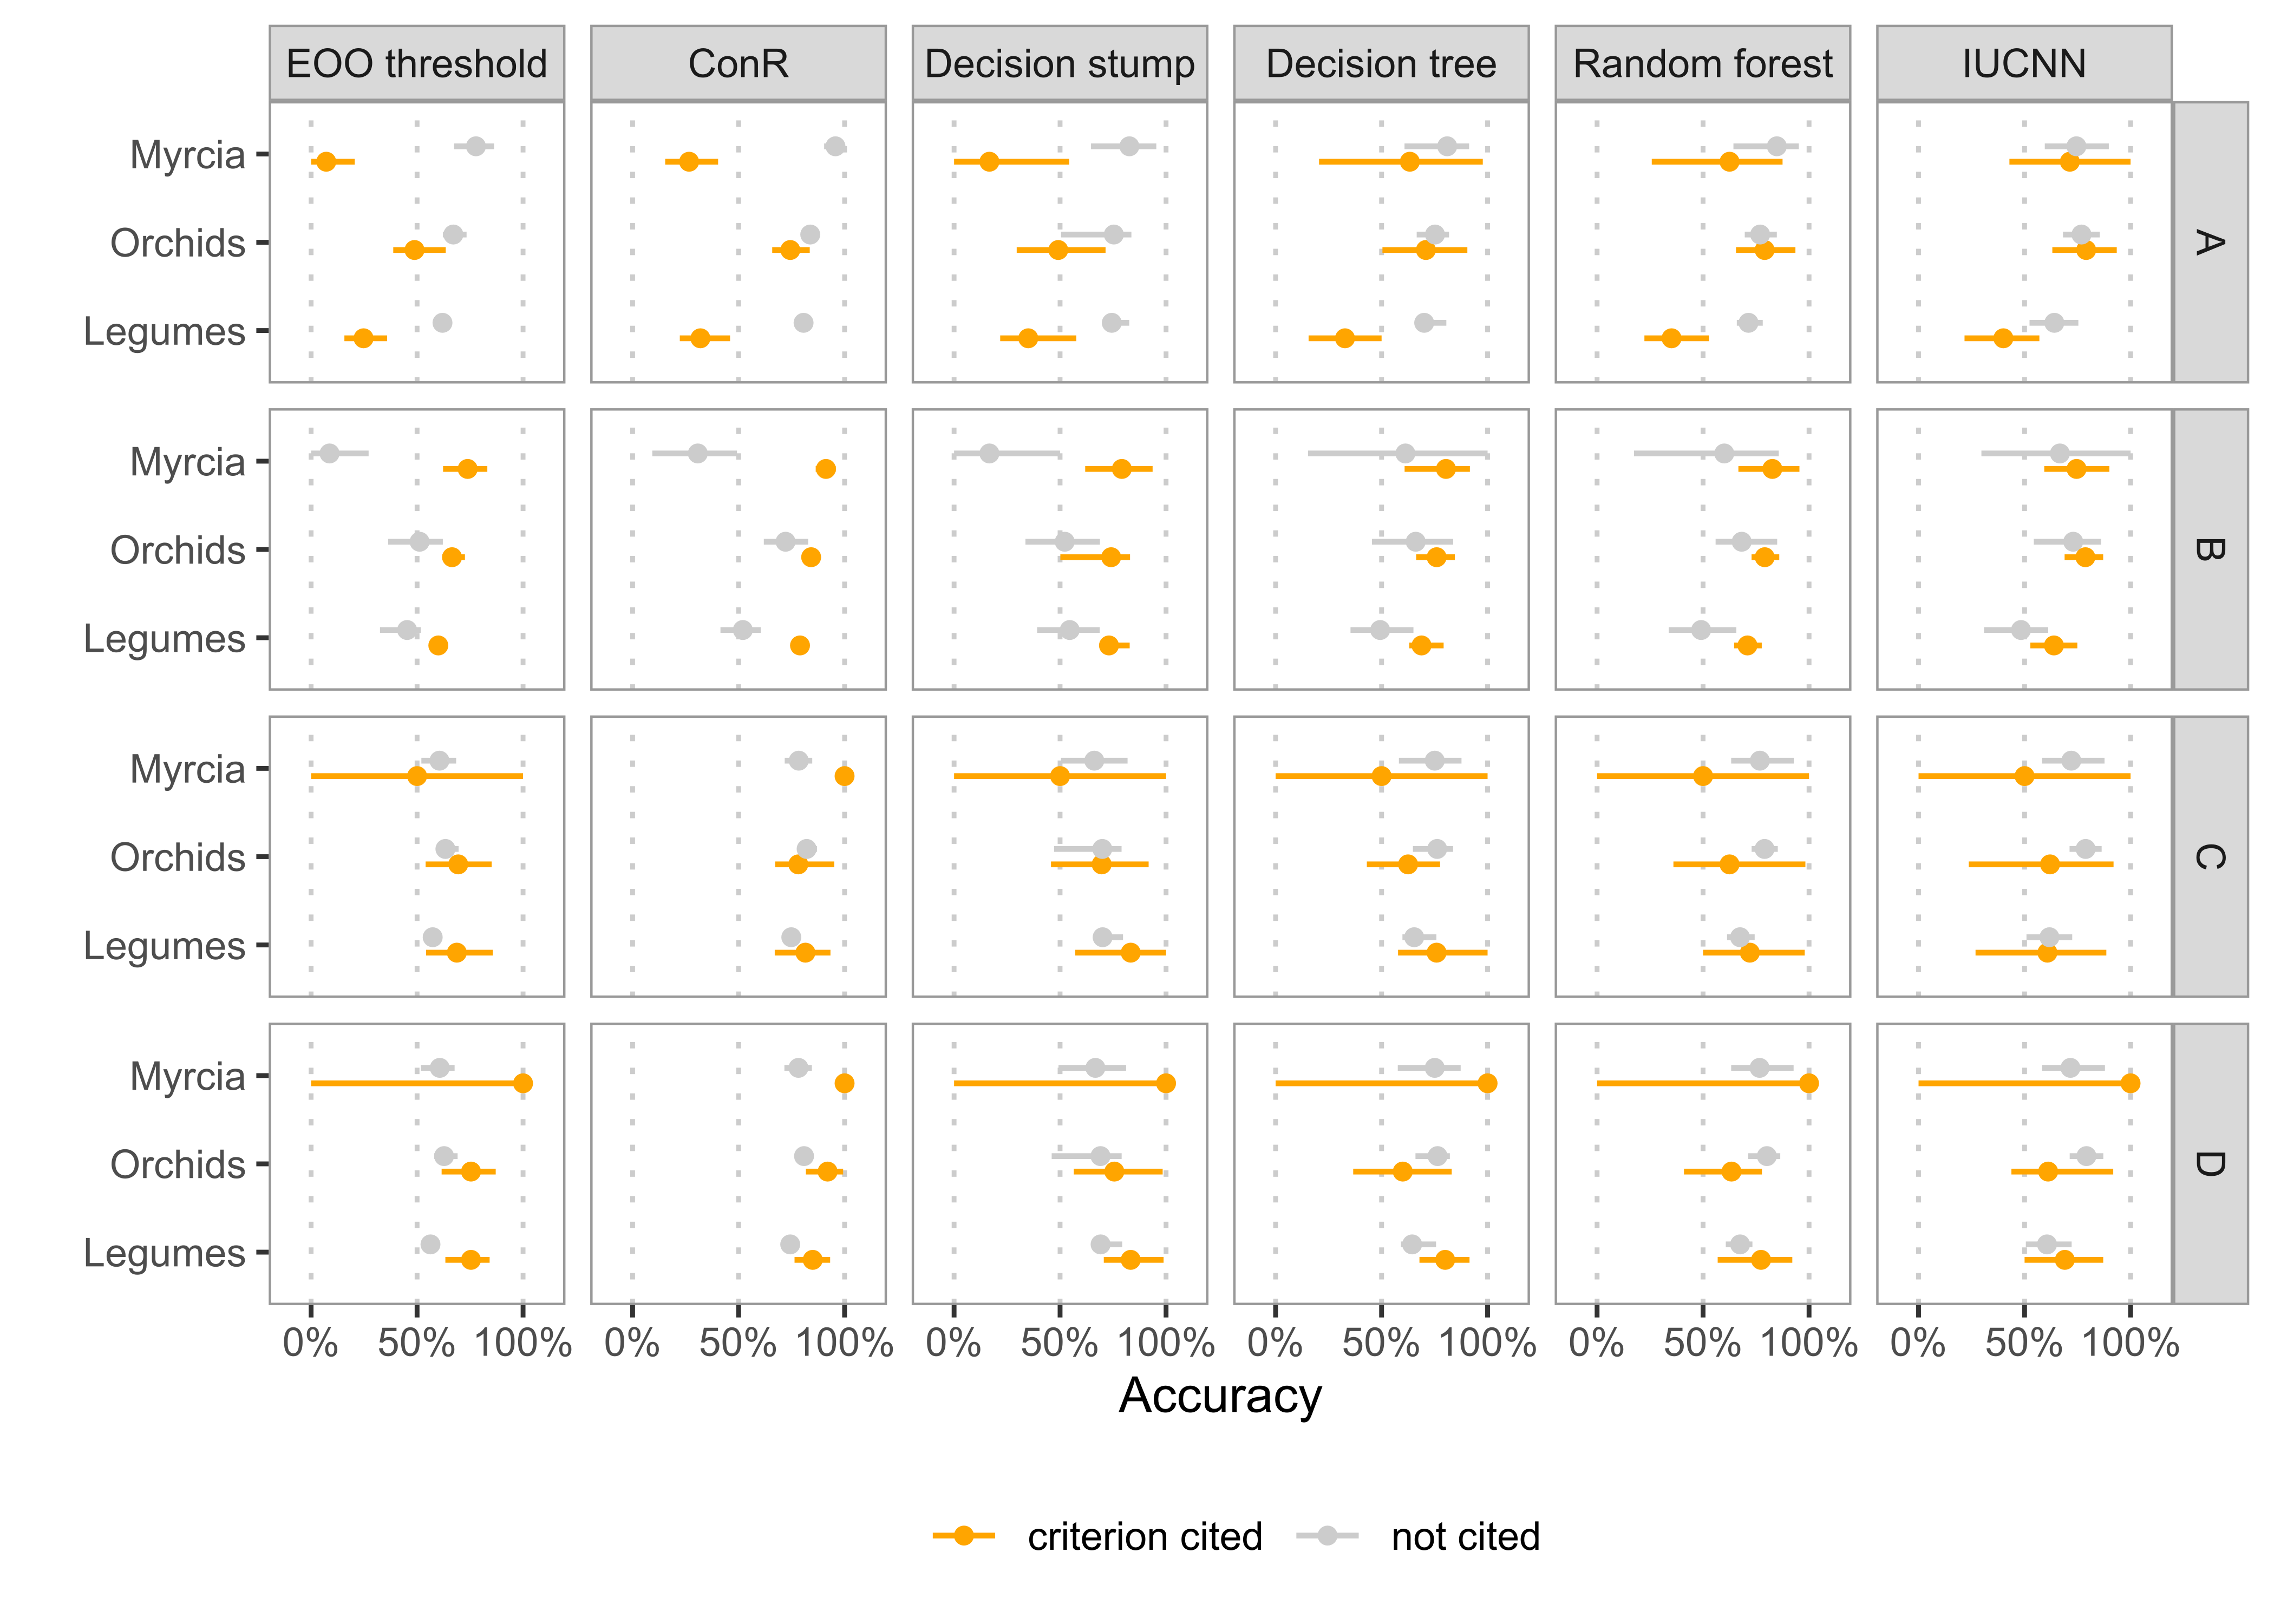 EOO threshold ConR Decision stump Decision tree Random forest IUCNN
Myrcia
Orchids
Legumes
A
Myrcia
Orchids
Legumes
B
Myrcia
Orchids
Legumes
C
Myrcia
Orchids
Legumes
D
0% 50% 100% 0% 50% 100% 0% 50% 100% 0% 50% 100% 0% 50% 100% 0% 50% 100%
Accuracy
criterion cited not cited